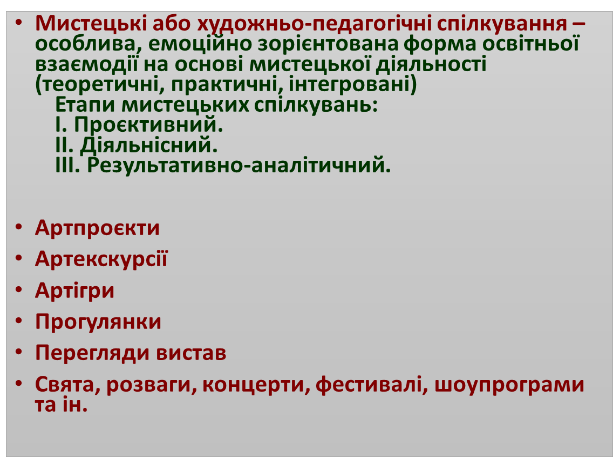 • Мистецькі або художньо-педагогічні спілкування –
особлива, емоційно зорієнтована форма освітньої
взаємодії на основі мистецької діяльності
(теоретичні, практичні, інтегровані)
Етапи мистецьких спілкувань:
І. Проєктивний.
ІІ. Діяльнісний.
ІІІ. Результативно-аналітичний.
• Артпроєкти
• Артекскурсії
• Артігри
• Прогулянки
• Перегляди вистав
• Свята, розваги, концерти, фестивалі, шоупрограми
та ін.